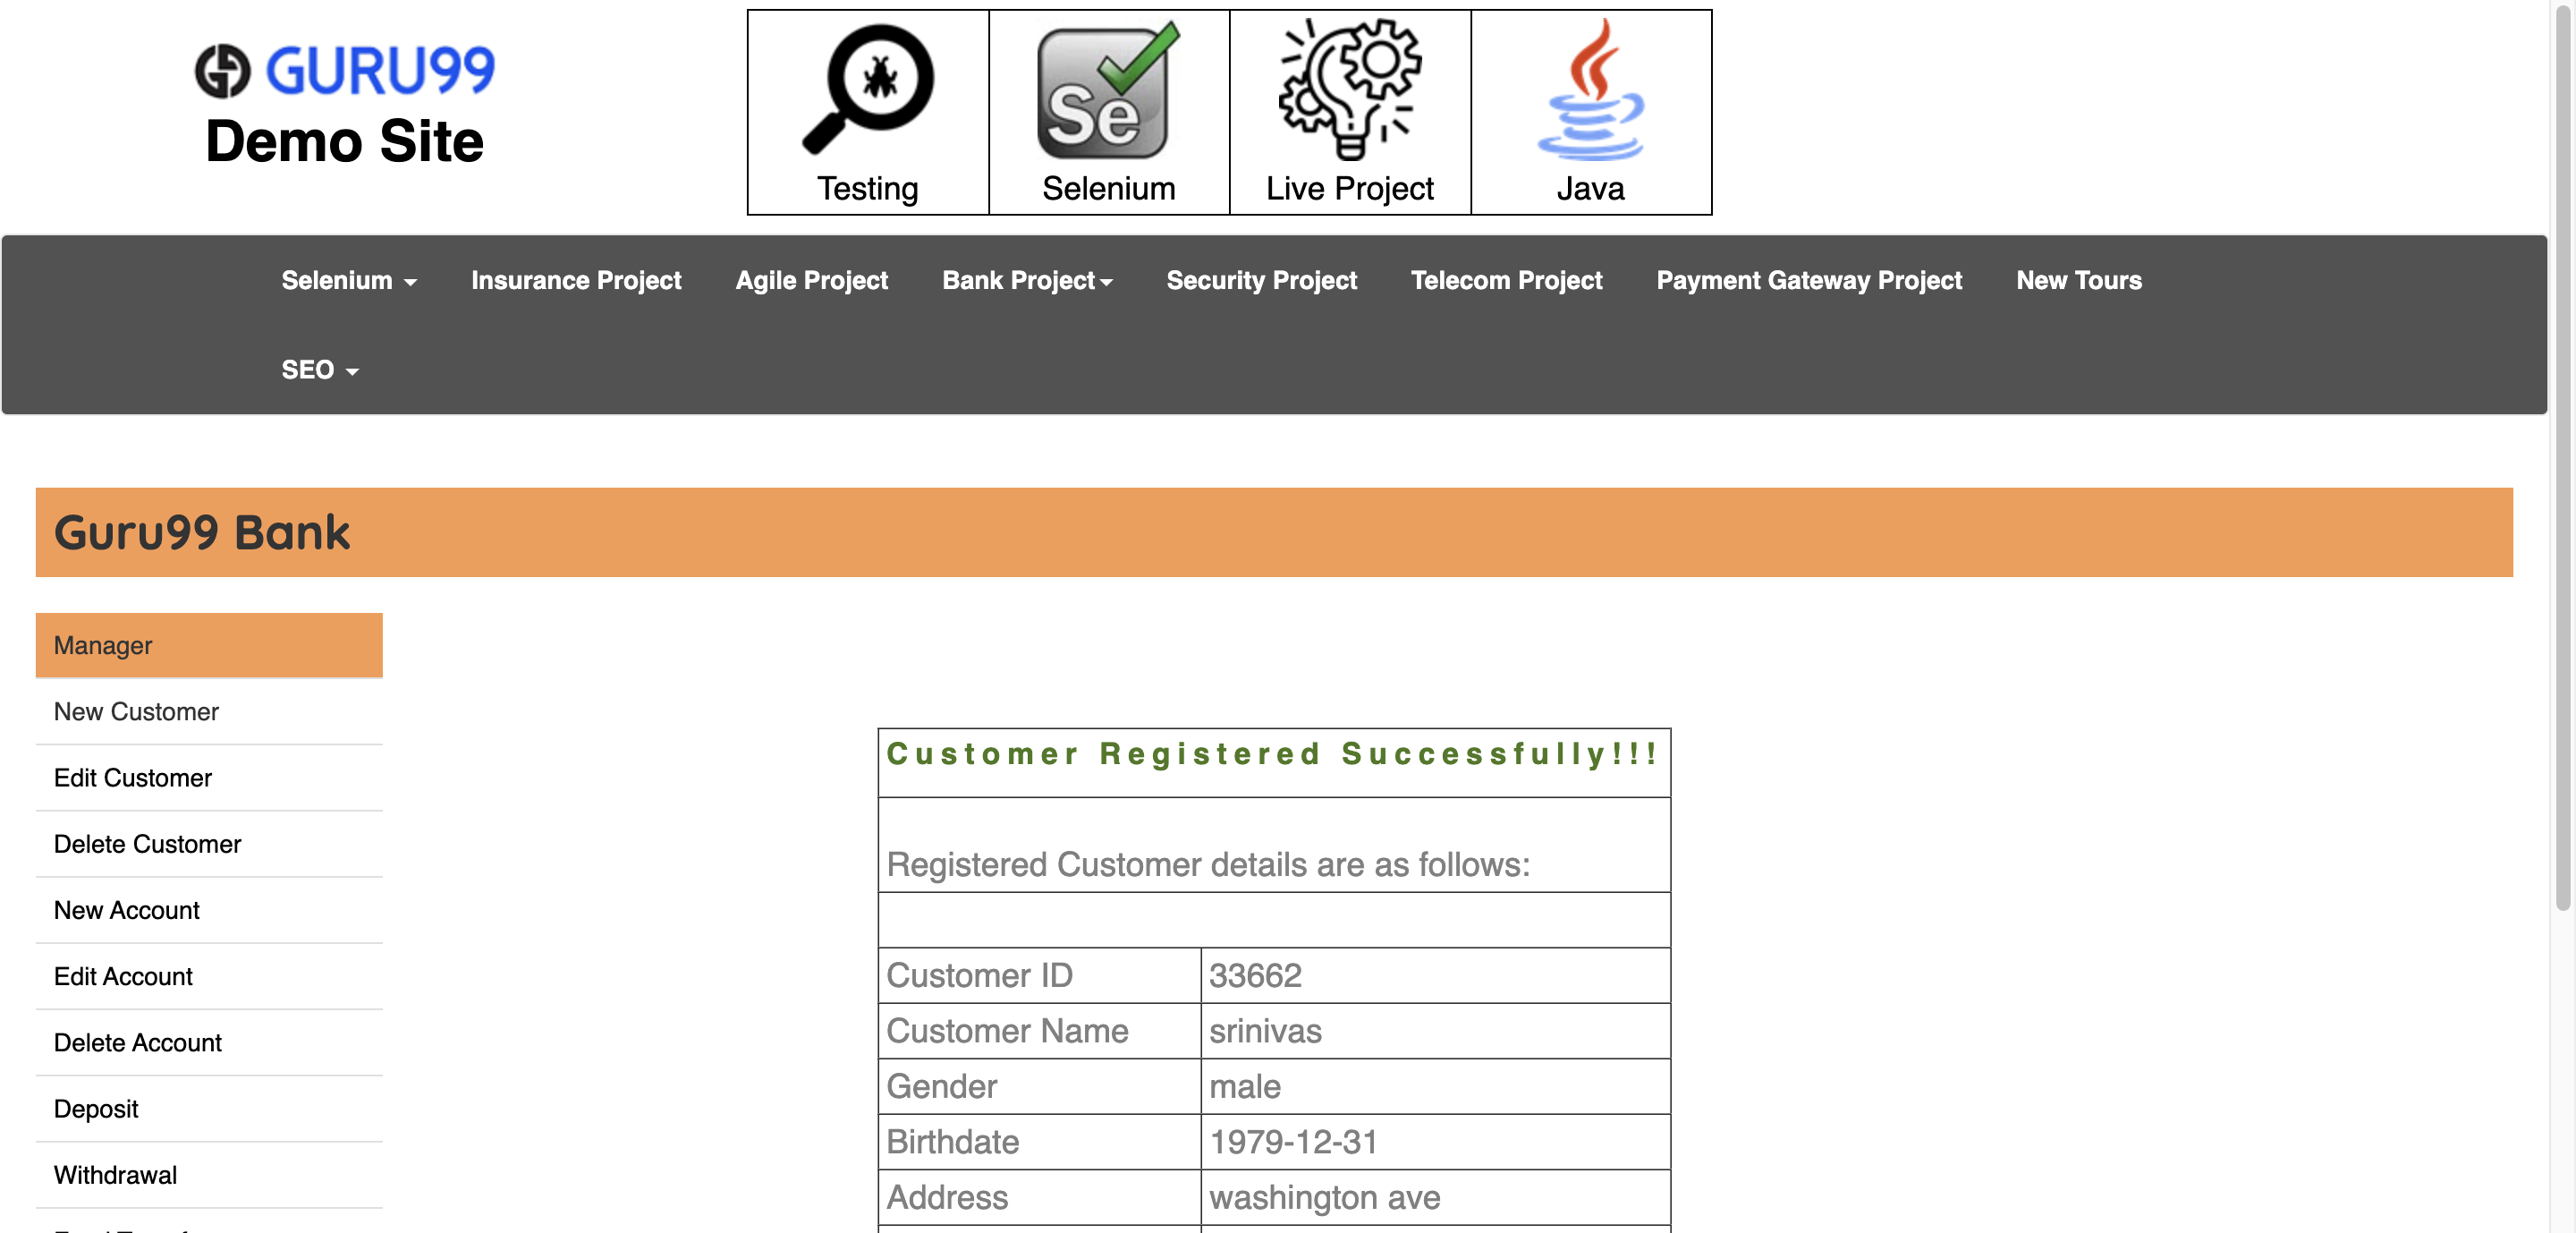 GURU99
Demo Site
Se
Testing
Selenium
Live Project
Java
Selenium
Insurance Project
Agile Project
Bank Project
Security Project
Telecom Project
Payment Gateway Project
New Tours
SEO
Guru99 Bank
Manager
New Customer
Edit Customer
Delete Customer
New Account
Edit Account
Delete Account
Deposit
Withdrawal
Customer Registered Successfully!!!
Registered Customer details are as follows:
Customer ID 33662
Customer Name srinivas
Gender male
Birthdate 1979-12-31
Address washington ave